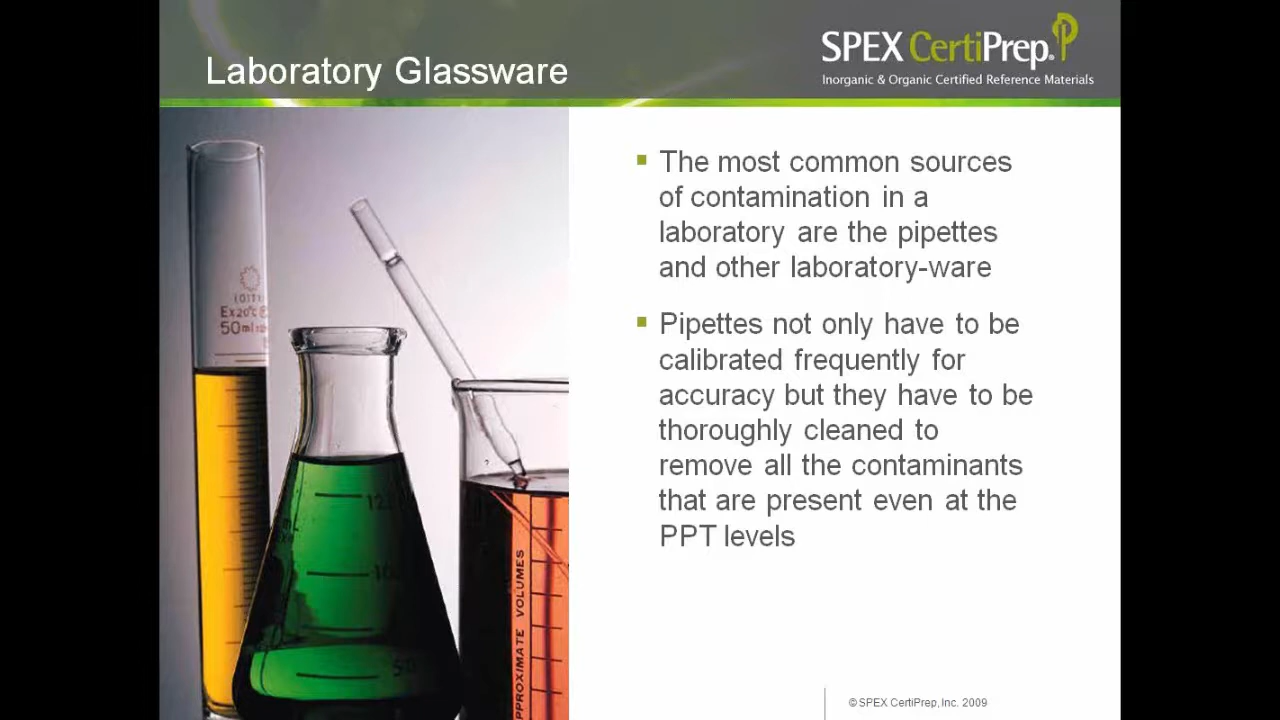 Laboratory Glassware
SPEX CertiPrep.
Inorganic & Organic Certified Reference Materials
The most common sources
of contamination in a
laboratory are the pipettes
and other laboratory-ware
Pipettes not only have to be
calibrated frequently for
accuracy but they have to be
thoroughly cleaned to
remove all the contaminants
that are present even at the
PPT levels
Ex20°C
50ml
50
PPROXIMATE VOLUMES
© SPEX CertiPrep, Inc. 2009